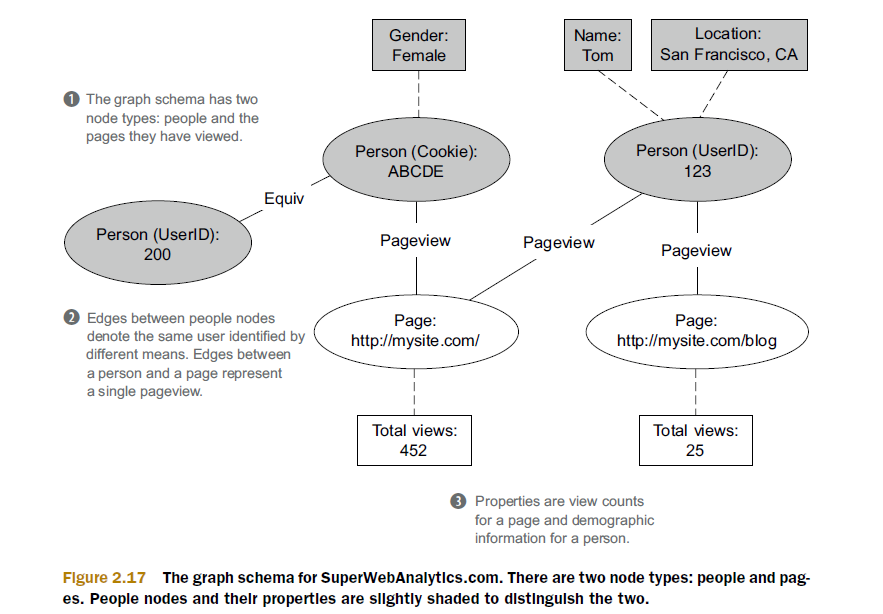 Gender:
Female
Name:
Tom
Location:
San Francisco, CA
❶ The graph schema has two
node types: people and the
pages they have viewed.
Person (Cookie):
ABCDE
Person (UserID):
123
Equiv
Person (UserID):
200
Pageview
Pageview
Pageview
❷ Edges between people nodes
denote the same user identified by
different means. Edges between
a person and a page represent
a single pageview.
Page:
http://mysite.com/
Page:
http://mysite.com/blog
Total views:
452
Total views:
25
❸ Properties are view counts
for a page and demographic
information for a person.
Figure 2.17 The graph schema for SuperWebAnalytics.com. There are two node types: people and pag-
es. People nodes and their properties are slightly shaded to distinguish the two.